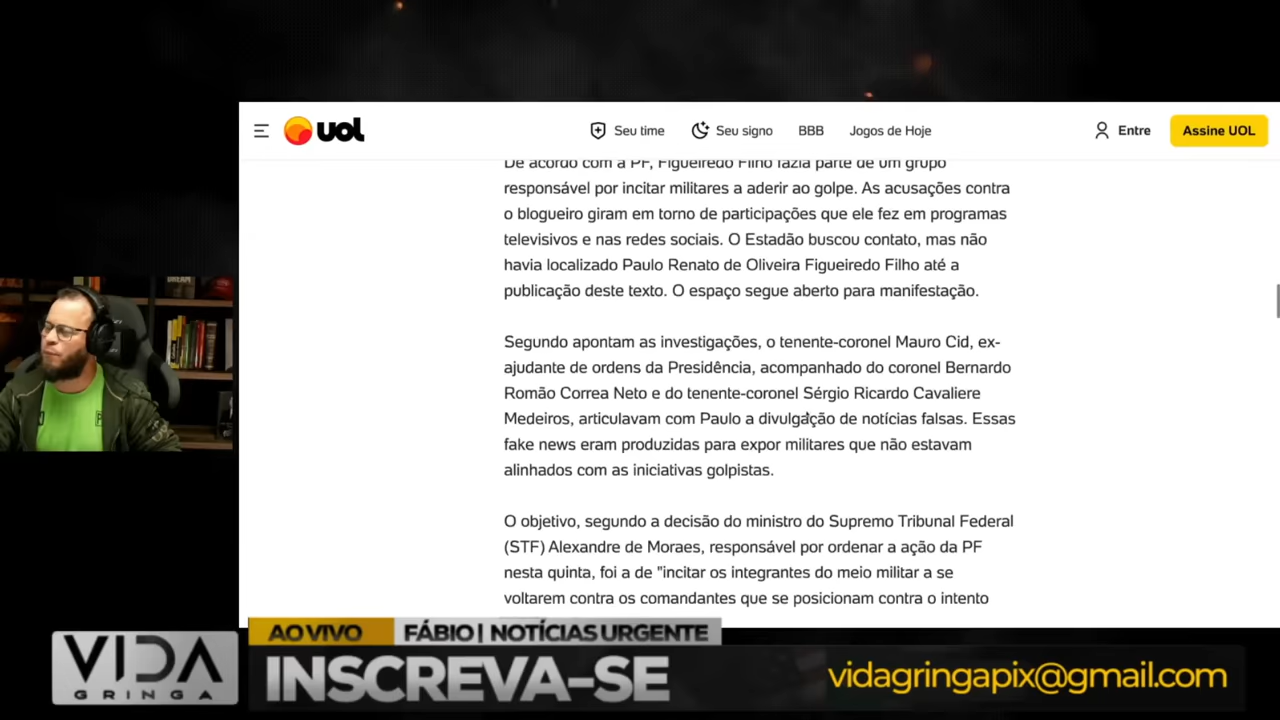 uol
Seu time
Seu signo
BBB
Jogos de Hoje
Entre
Assine UOL
De acordo com a PF, Figueiredo Filho fazia parte de um grupo
responsável por incitar militares a aderir ao golpe. As acusações contra
o blogueiro giram em torno de participações que ele fez em programas
televisivos e nas redes sociais. O Estadão buscou contato, mas não
havia localizado Paulo Renato de Oliveira Figueiredo Filho até a
publicação deste texto. O espaço segue aberto para manifestação.
Segundo apontam as investigações, o tenente-coronel Mauro Cid, ex-
ajudante de ordens da Presidência, acompanhado do coronel Bernardo
Romão Correa Neto e do tenente-coronel Sérgio Ricardo Cavaliere
Medeiros, articulavam com Paulo a divulgação de notícias falsas. Essas
fake news eram produzidas para expor militares que não estavam
alinhados com as iniciativas golpistas.
O objetivo, segundo a decisão do ministro do Supremo Tribunal Federal
(STF) Alexandre de Moraes, responsável por ordenar a ação da PF
nesta quinta, foi a de "incitar os integrantes do meio militar a se
voltarem contra os comandantes que se posicionam contra o intento
AO VIVO
FÁBIO | NOTÍCIAS URGENTE
VIDA
GRINGA
INSCREVA-SE
vidagringapix@gmail.com